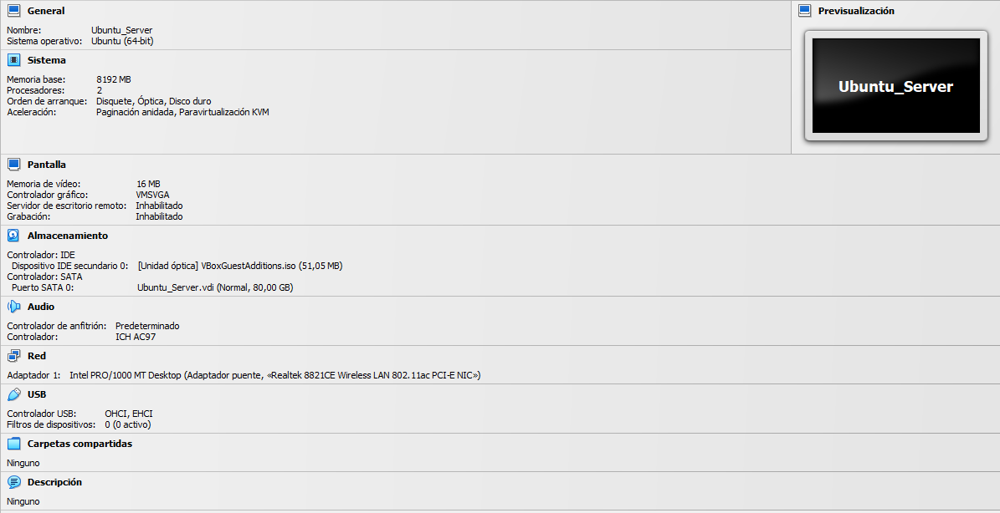 General
Nombre: Ubuntu_Server
Sistema operativo: Ubuntu (64-bit)
Sistema
Memoria base: 8192 MB
Procesadores: 2
Orden de arranque: Disquete, Óptica, Disco duro
Aceleración: Paginación anidada, Paravirtualización KVM
Previsualización
Ubuntu_Server
Pantalla
Memoria de vídeo: 16 MB
Controlador gráfico: VMSVGA
Servidor de escritorio remoto: Inhabilitado
Grabación: Inhabilitado
Almacenamiento
Controlador: IDE
Dispositivo IDE secundario 0: [Unidad óptica] VBoxGuestAdditions.iso (51,05 MB)
Controlador: SATA
Puerto SATA 0: Ubuntu_Server.vdi (Normal, 80,00 GB)
Audio
Controlador de anfitrión: Predeterminado
Controlador: ICH AC97
Red
Adaptador 1: Intel PRO/1000 MT Desktop (Adaptador puente, «Realtek 8821CE Wireless LAN 802.11ac PCI-E NIC»)
USB
Controlador USB: OHCI, EHCI
Filtros de dispositivos: 0 (0 activo)
Carpetas compartidas
Ninguno
Descripción
Ninguno